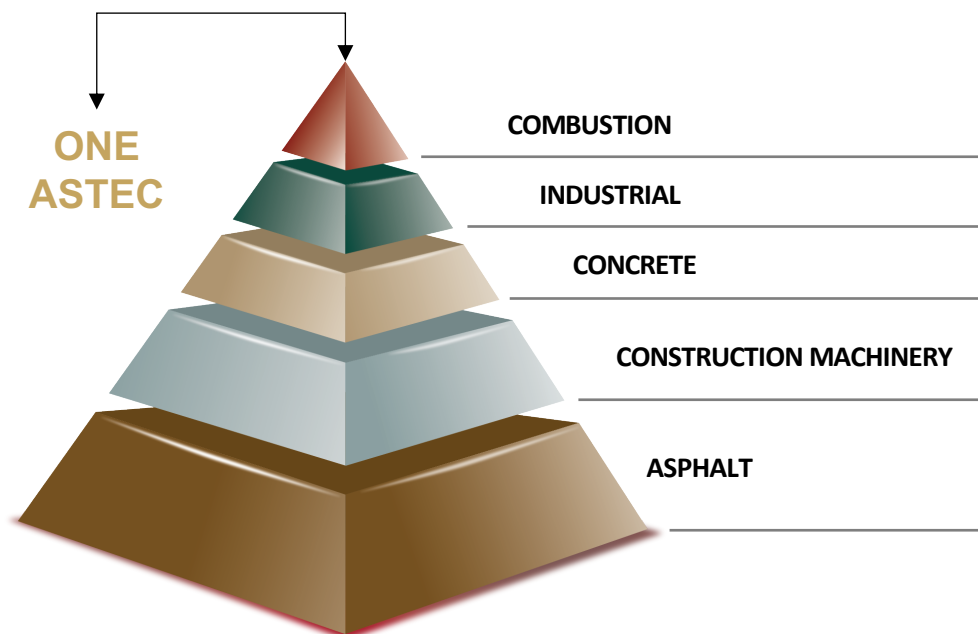 ONE
ASTEC
COMBUSTION
INDUSTRIAL
CONCRETE
CONSTRUCTION MACHINERY
ASPHALT